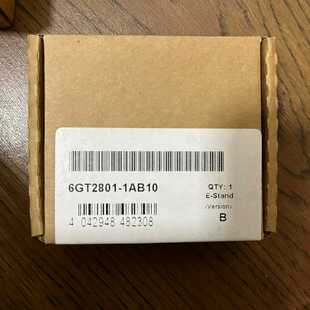 6GT2801-1AB10
QTY: 1
E-Stand
(Version)
B
4 042948 482308